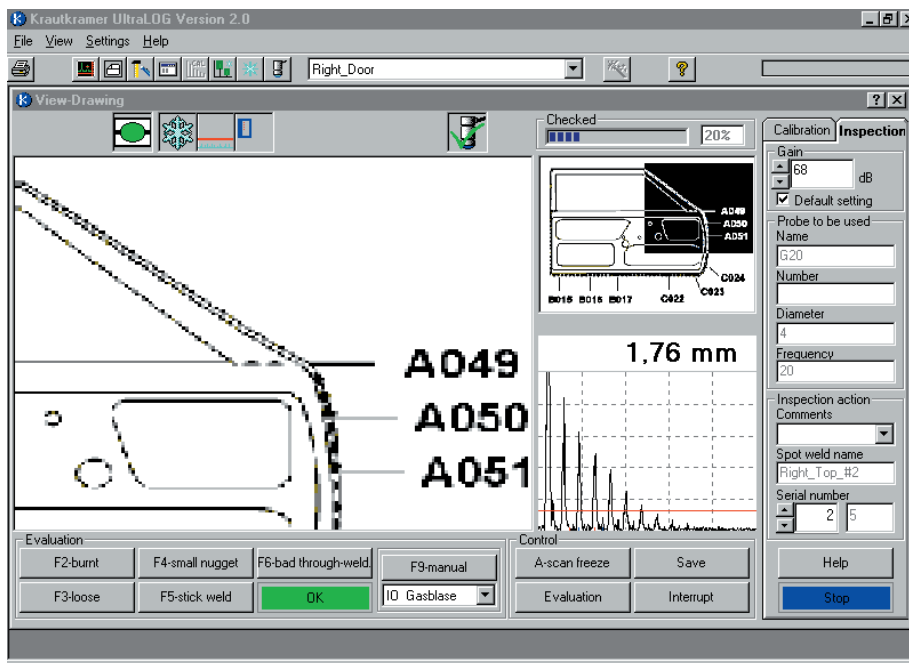 Krautkramer UltraLOG Version 2.0
File View Settings Help
Right_Door
View-Drawing
Checked
20%
Calibration Inspection
Gain
68
dB
Default setting
Probe to be used
Name
G20
Number
Diameter
4
Frequency
20
Inspection action
Comments
Spot weld name
Right_Top_#2
Serial number
2 5
A049
A050
A051
A049
A050
A051
C024
C023
B015 B016 B017 C022
1,76 mm
Evaluation
F2-burnt F4-small nugget F6-bad through-weld. F9-manual
F3-loose F5-stick weld OK IO Gasblase
Control
A-scan freeze Save
Evaluation Interrupt
Help
Stop